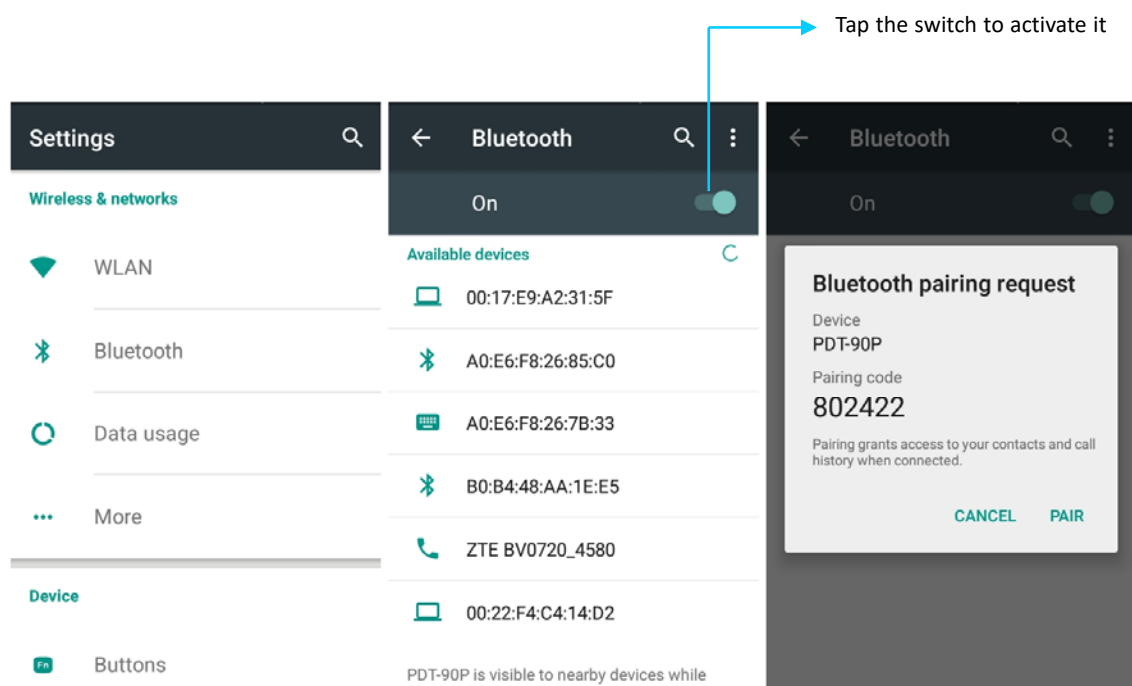 Tap the switch to activate it
Settings
Wireless & networks
WLAN
Bluetooth
Data usage
More
Device
Fn
Buttons
Bluetooth
On
Available devices
00:17:E9:A2:31:5F
A0:E6:F8:26:85:C0
A0:E6:F8:26:7B:33
B0:B4:48:AA:1E:E5
ZTE BV0720_4580
00:22:F4:C4:14:D2
PDT-90P is visible to nearby devices while
Bluetooth
On
Bluetooth pairing request
Device
PDT-90P
Pairing code
802422
Pairing grants access to your contacts and call
history when connected.
CANCEL PAIR